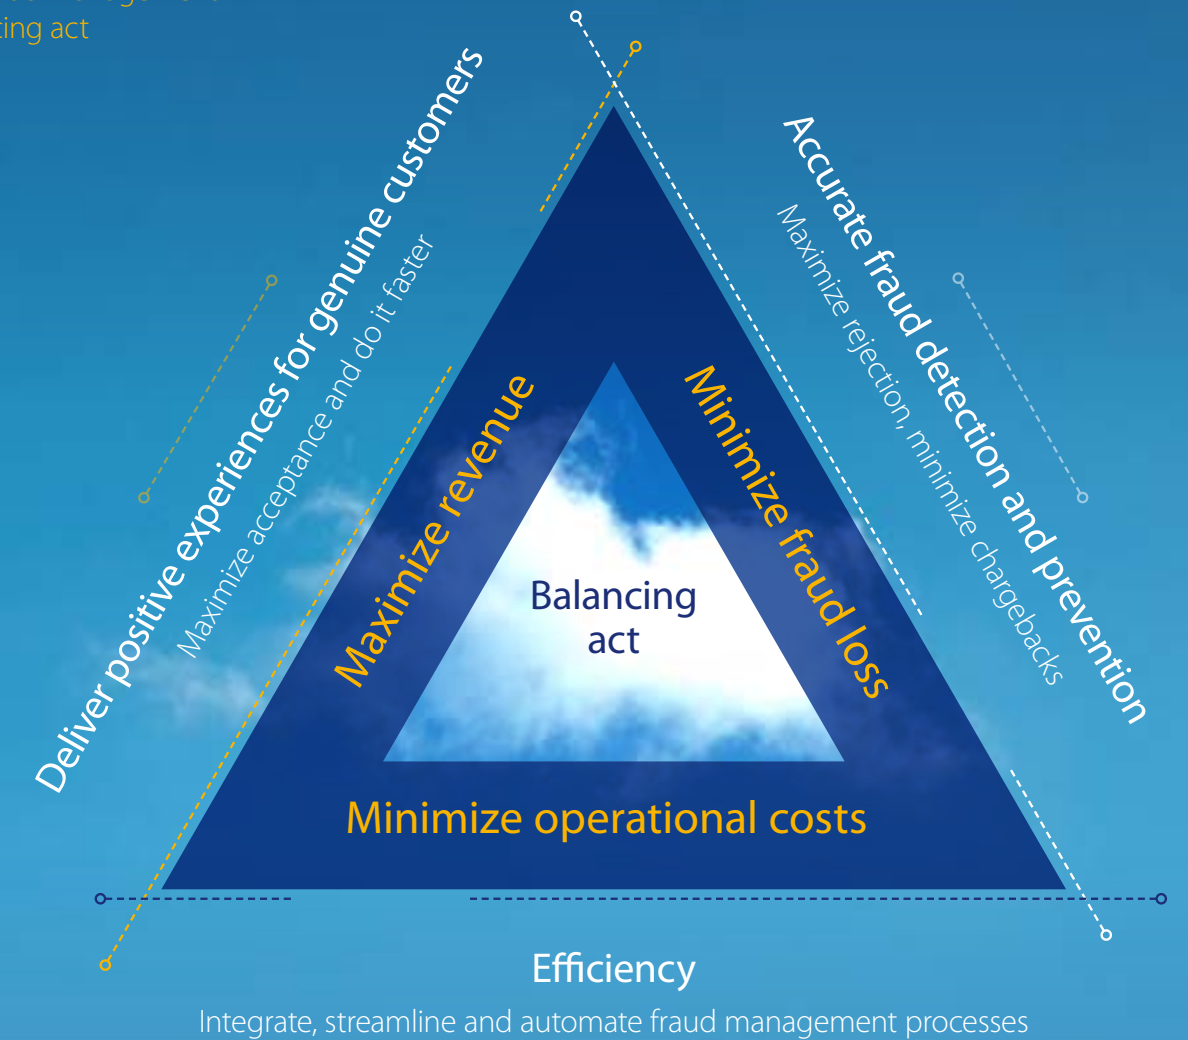 ting act
Deliver positive experiences for genuine customers
Maximize acceptance and do it faster
Accurate fraud detection and prevention
Maximize rejection, minimize chargebacks
Maximize revenue
Minimize fraud loss
Balancing
act
Minimize operational costs
Efficiency
Integrate, streamline and automate fraud management processes